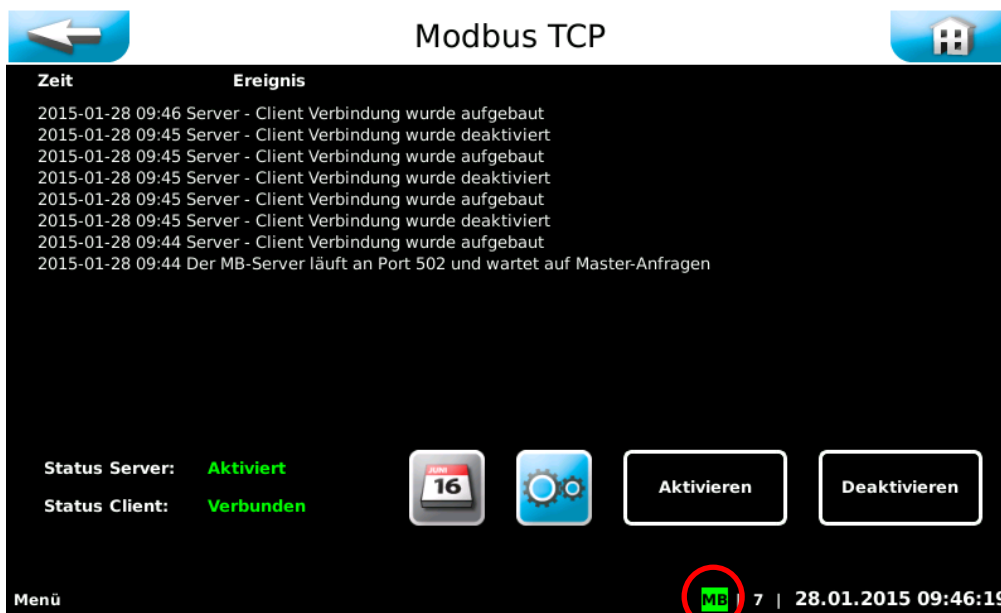 Modbus TCP
Zeit Ereignis
2015-01-28 09:46 Server - Client Verbindung wurde aufgebaut
2015-01-28 09:45 Server - Client Verbindung wurde deaktiviert
2015-01-28 09:45 Server - Client Verbindung wurde aufgebaut
2015-01-28 09:45 Server - Client Verbindung wurde deaktiviert
2015-01-28 09:45 Server - Client Verbindung wurde aufgebaut
2015-01-28 09:45 Server - Client Verbindung wurde deaktiviert
2015-01-28 09:44 Server - Client Verbindung wurde aufgebaut
2015-01-28 09:44 Der MB-Server läuft an Port 502 und wartet auf Master-Anfragen
Status Server: Aktiviert
Status Client: Verbunden
JUNI
16
Aktivieren
Deaktivieren
Menü
MB | 7 | 28.01.2015 09:46:19